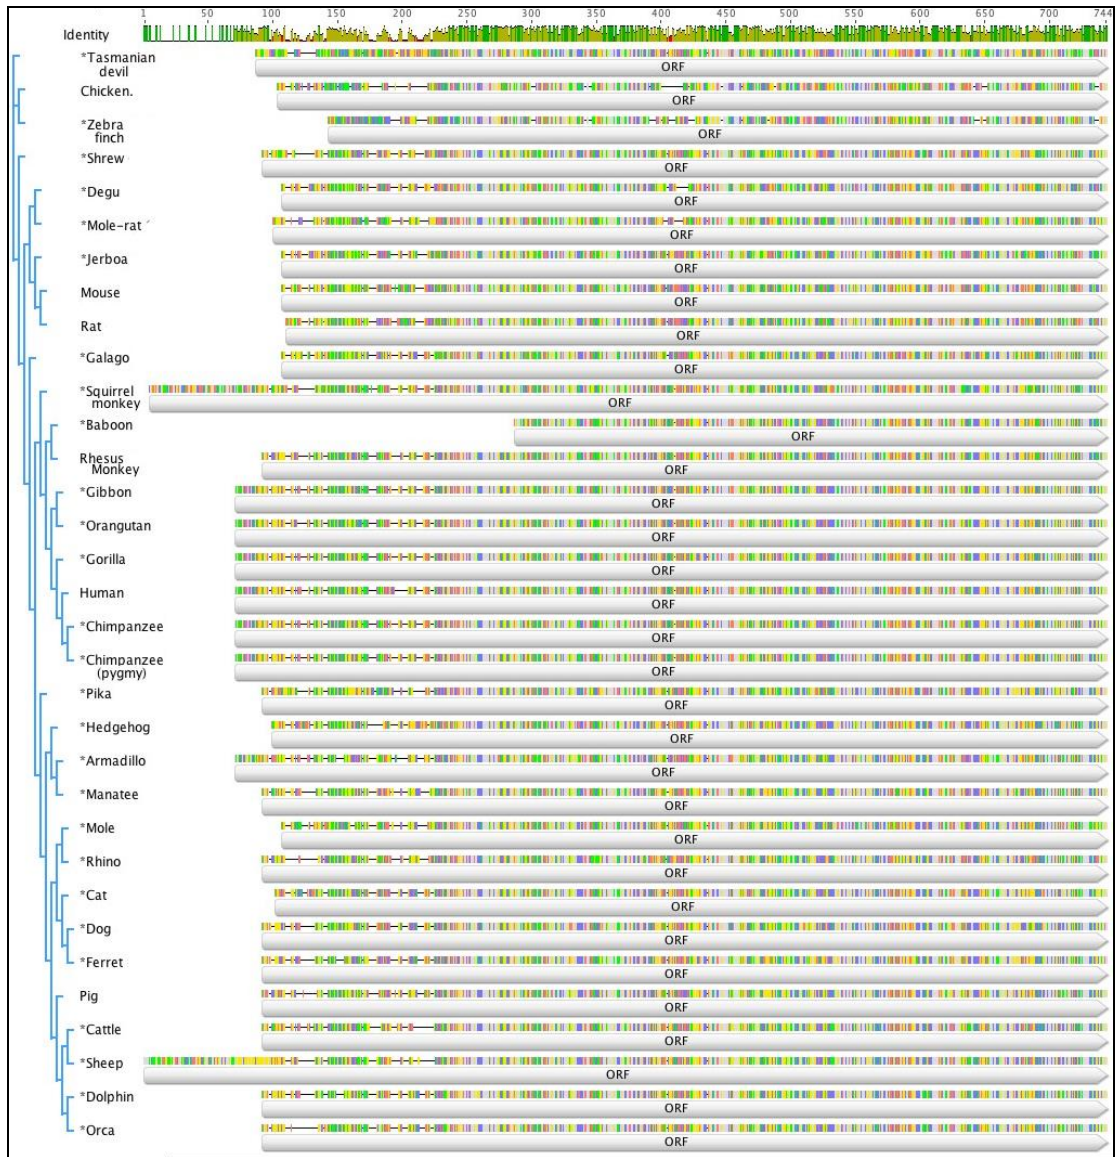 1 50 100 150 200 250 300 350 400 450 500 550 600 650 700 744
Identity
*Tasmanian
devil
ORF
Chicken.
ORF
*Zebra
finch
ORF
*Shrew
ORF
*Degu
ORF
*Mole-rat ´
ORF
*Jerboa
ORF
Mouse
ORF
Rat
ORF
*Galago
ORF
*Squirrel
monkey
ORF
*Baboon
ORF
Rhesus
Monkey
ORF
*Gibbon
ORF
*Orangutan
ORF
*Gorilla
ORF
Human
ORF
*Chimpanzee
ORF
*Chimpanzee
(pygmy)
ORF
*Pika
ORF
*Hedgehog
ORF
*Armadillo
ORF
*Manatee
ORF
*Mole
ORF
*Rhino
ORF
*Cat
ORF
*Dog
ORF
*Ferret
ORF
Pig
ORF
*Cattle
ORF
*Sheep
ORF
*Dolphin
ORF
*Orca
ORF